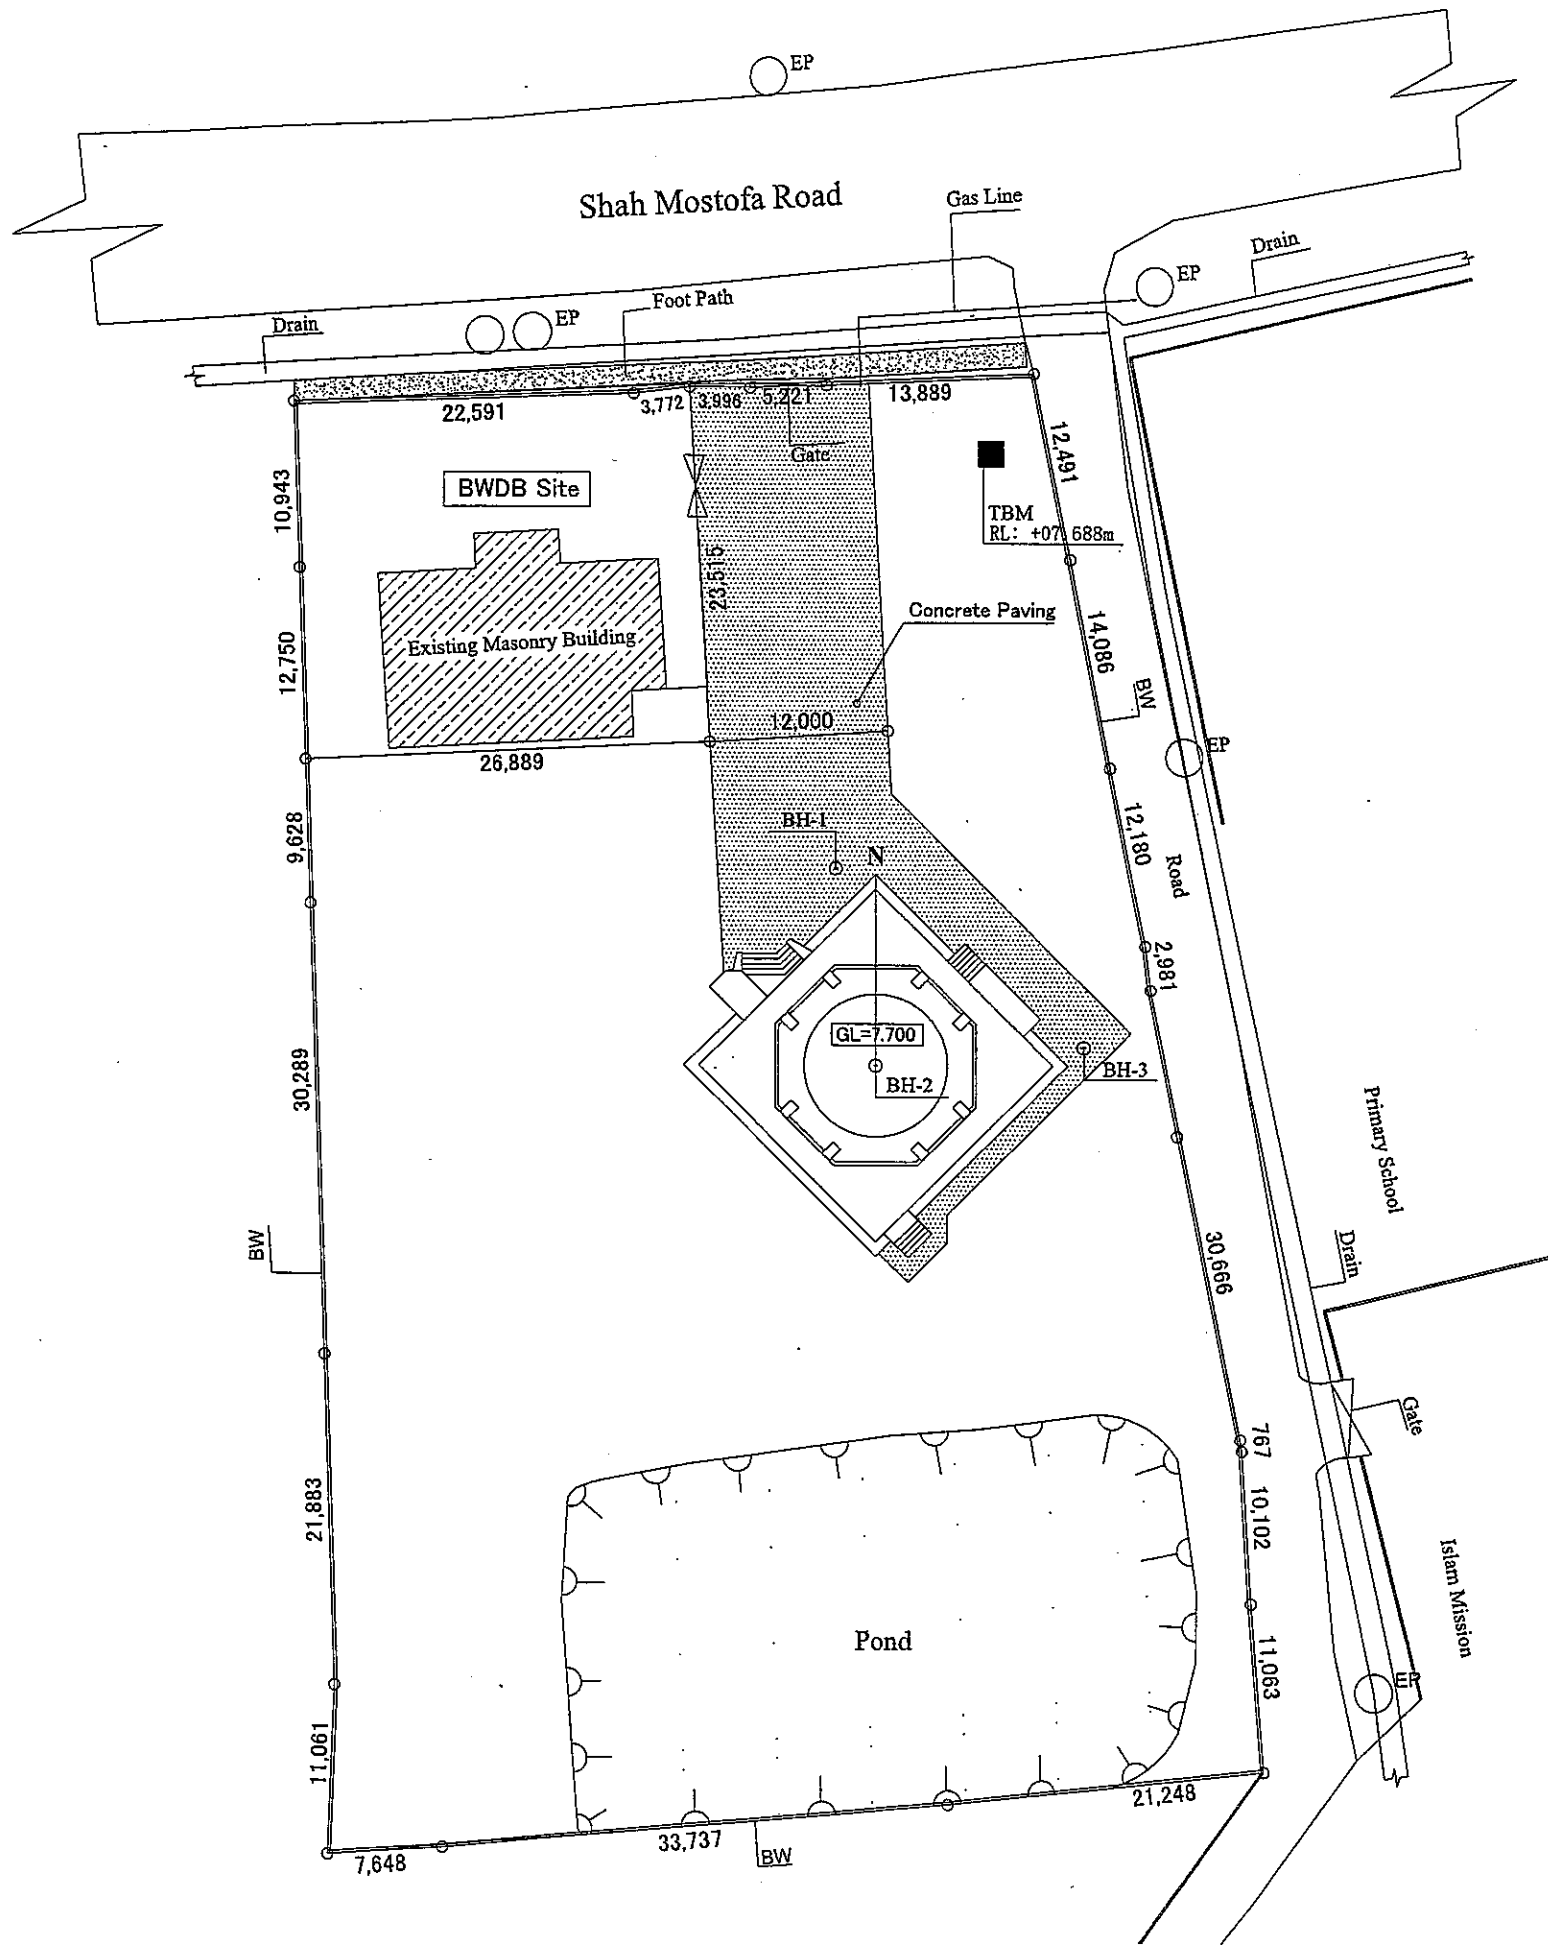 EP
Shah Mostofa Road
Gas Line
Drain
EP
Foot Path
EP
Drain
22,591
3,772
3,996
5,221
13,889
Gate
12,491
10,943
BWDB Site
TBM
RL: +07.688m
23,515
Concrete Paving
14,086
Existing Masonry Building
12,750
BW
12,000
EP
26,889
9,628
BH-1
12,180
Road
N
2,981
GL=7.700
BH-2
BH-3
30,289
Primary School
BW
30,666
Drain
Gate
767
10,102
21,883
Islam Mission
Pond
11,063
EP
11,061
21,248
33,737
BW
7,648